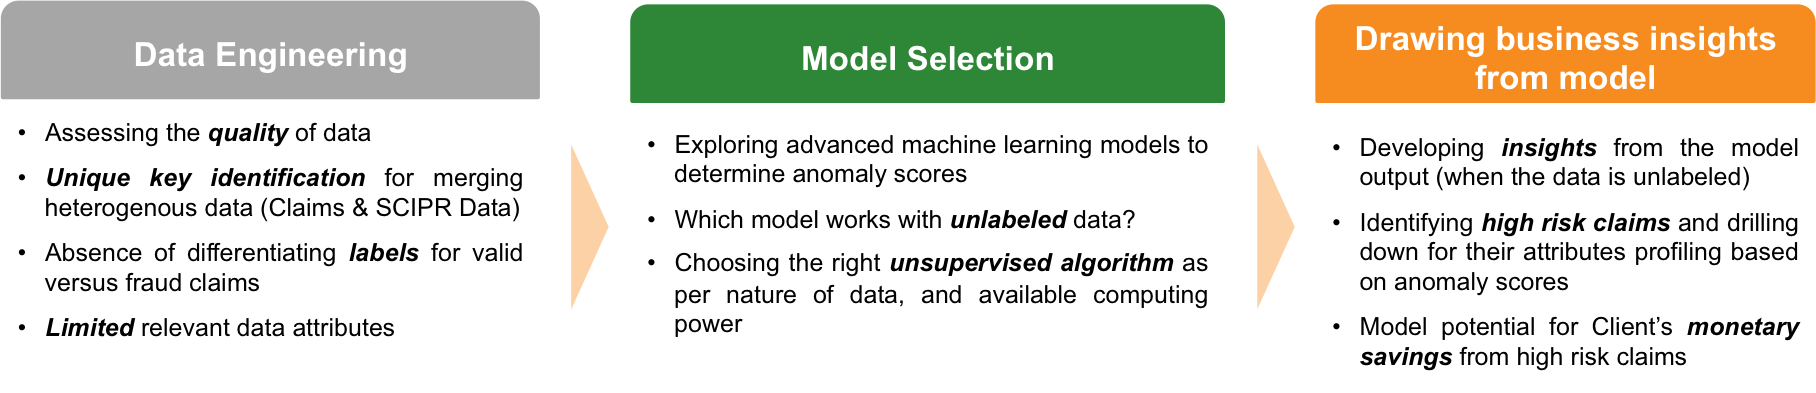 Data Engineering
• Assessing the quality of data
• Unique key identification for merging
heterogenous data (Claims & SCIPR Data)
• Absence of differentiating labels for valid
versus fraud claims
• Limited relevant data attributes
Model Selection
• Exploring advanced machine learning models to
determine anomaly scores
• Which model works with unlabeled data?
• Choosing the right unsupervised algorithm as
per nature of data, and available computing
power
Drawing business insights
from model
• Developing insights from the model
output (when the data is unlabeled)
• Identifying high risk claims and drilling
down for their attributes profiling based
on anomaly scores
• Model potential for Client’s monetary
savings from high risk claims